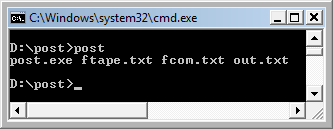 C:\Windows\system32\cmd.exe
D:\post>post
post.exe ftape.txt fcom.txt out.txt
D:\post>_